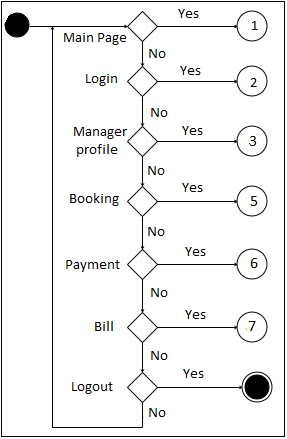 Yes
1
Main Page
No
Yes
Login
2
No
Manager
profile
Yes
3
No
Yes
Booking
5
No
Yes
Payment
6
No
Yes
Bill
.7
No
Yes
Logout
No